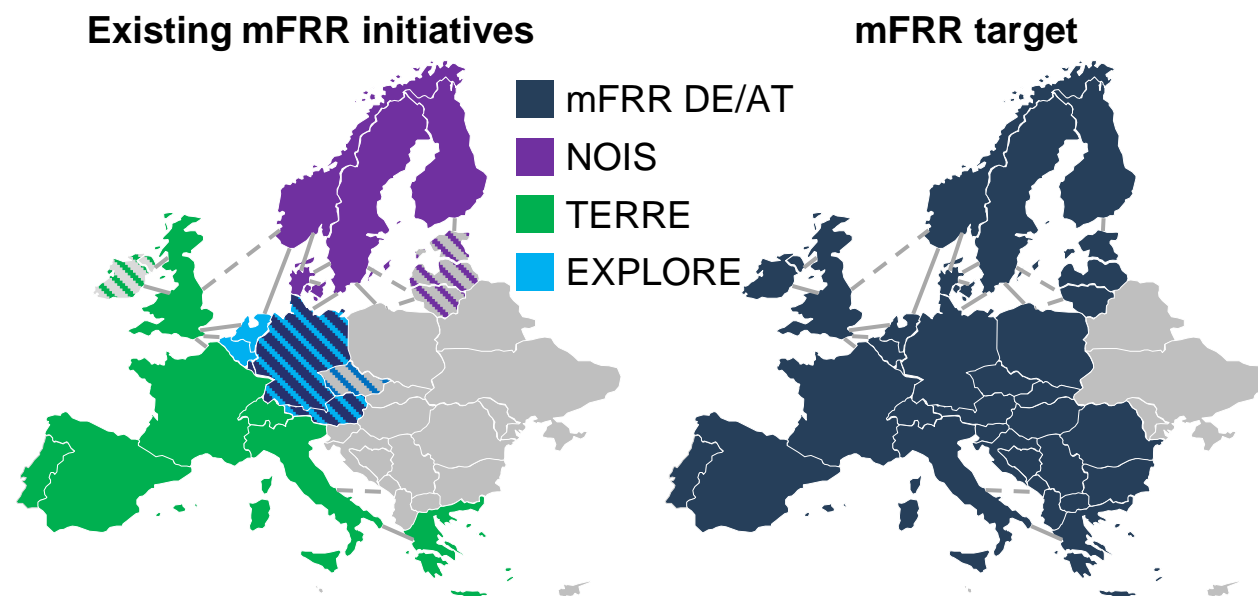 Existing mFRR initiatives
mFRR target
mFRR DE/AT
NOIS
TERRE
EXPLORE